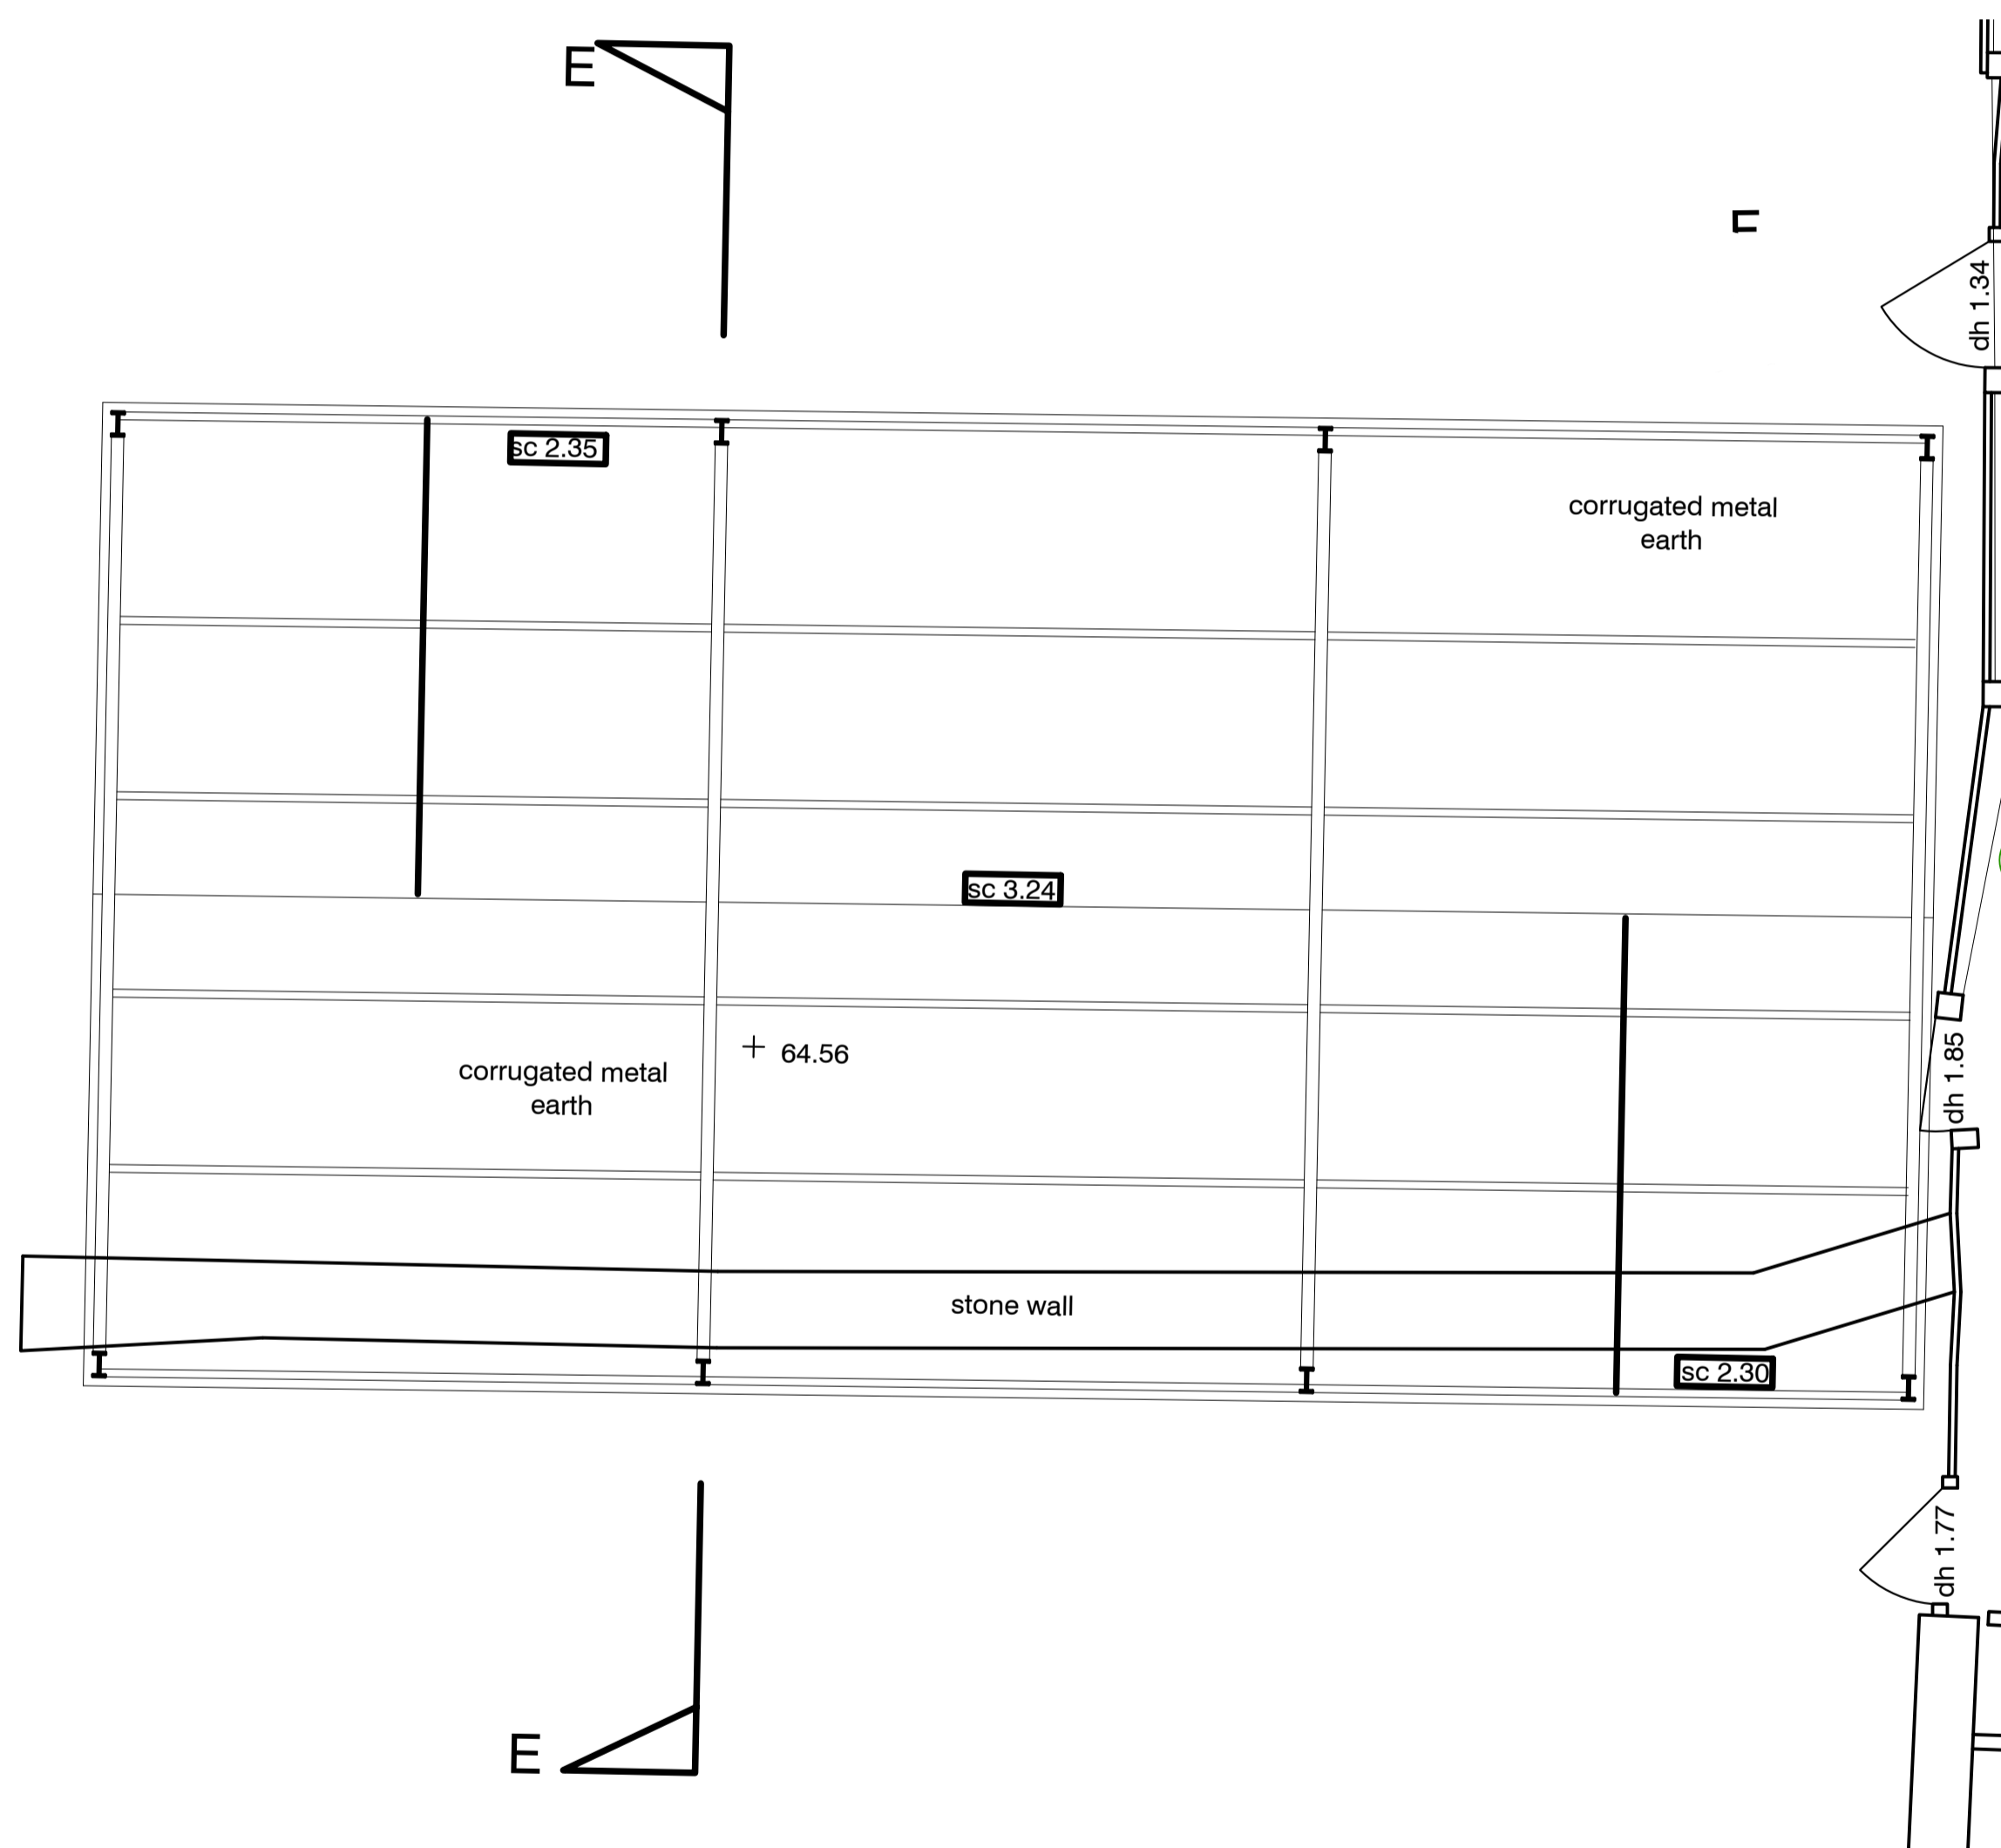 E
dh 1.34
sc 2.35
corrugated metal
earth
sc 3.24
64.56
corrugated metal
earth
dh 1.85
stone wall
sc 2.30
dh 1.77
E